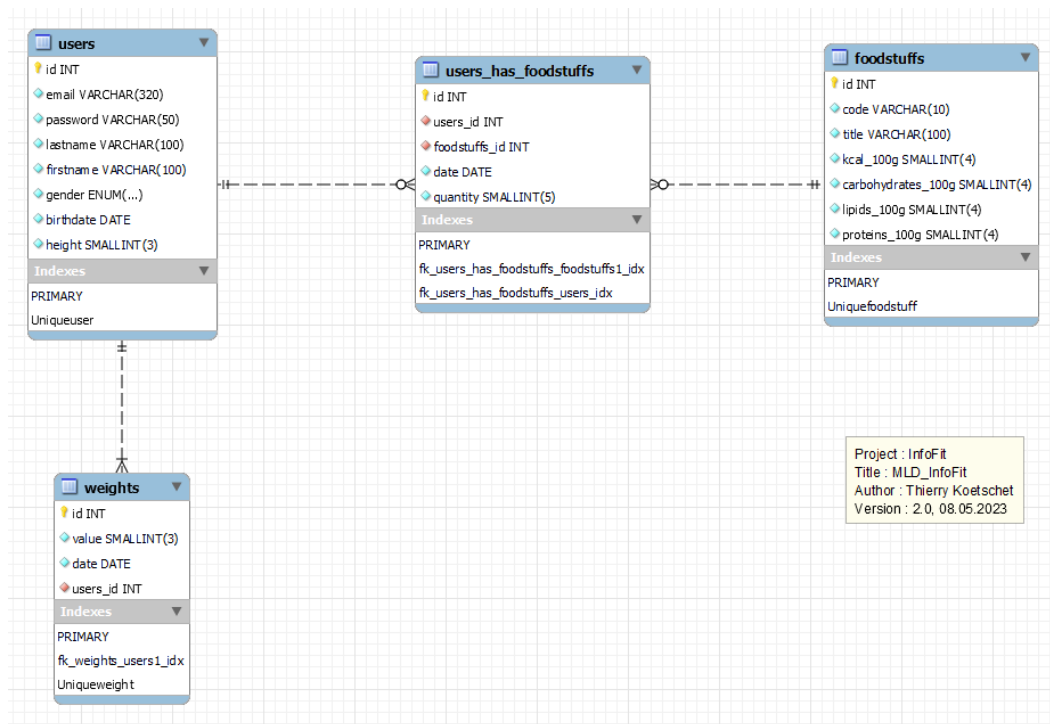 users
id INT
email VARCHAR(320)
password VARCHAR(50)
lastname VARCHAR(100)
firstname VARCHAR(100)
gender ENUM(...)
birthdate DATE
height SMALLINT(3)
Indexes
PRIMARY
Uniqueuser
users_has_foodstuffs
id INT
users_id INT
foodstuffs_id INT
date DATE
quantity SMALLINT(5)
Indexes
PRIMARY
fk_users_has_foodstuffs_foodstuffs1_idx
fk_users_has_foodstuffs_users_idx
foodstuffs
id INT
code VARCHAR(10)
title VARCHAR(100)
kcal_100g SMALLINT(4)
carbohydrates_100g SMALLINT(4)
lipids_100g SMALLINT(4)
proteins_100g SMALLINT(4)
Indexes
PRIMARY
Uniquefoodstuff
weights
id INT
value SMALLINT(3)
date DATE
users_id INT
Indexes
PRIMARY
fk_weights_users1_idx
Uniqueweight
Project : InfoFit
Title : MLD_InfoFit
Author : Thierry Koetschet
Version : 2.0, 08.05.2023